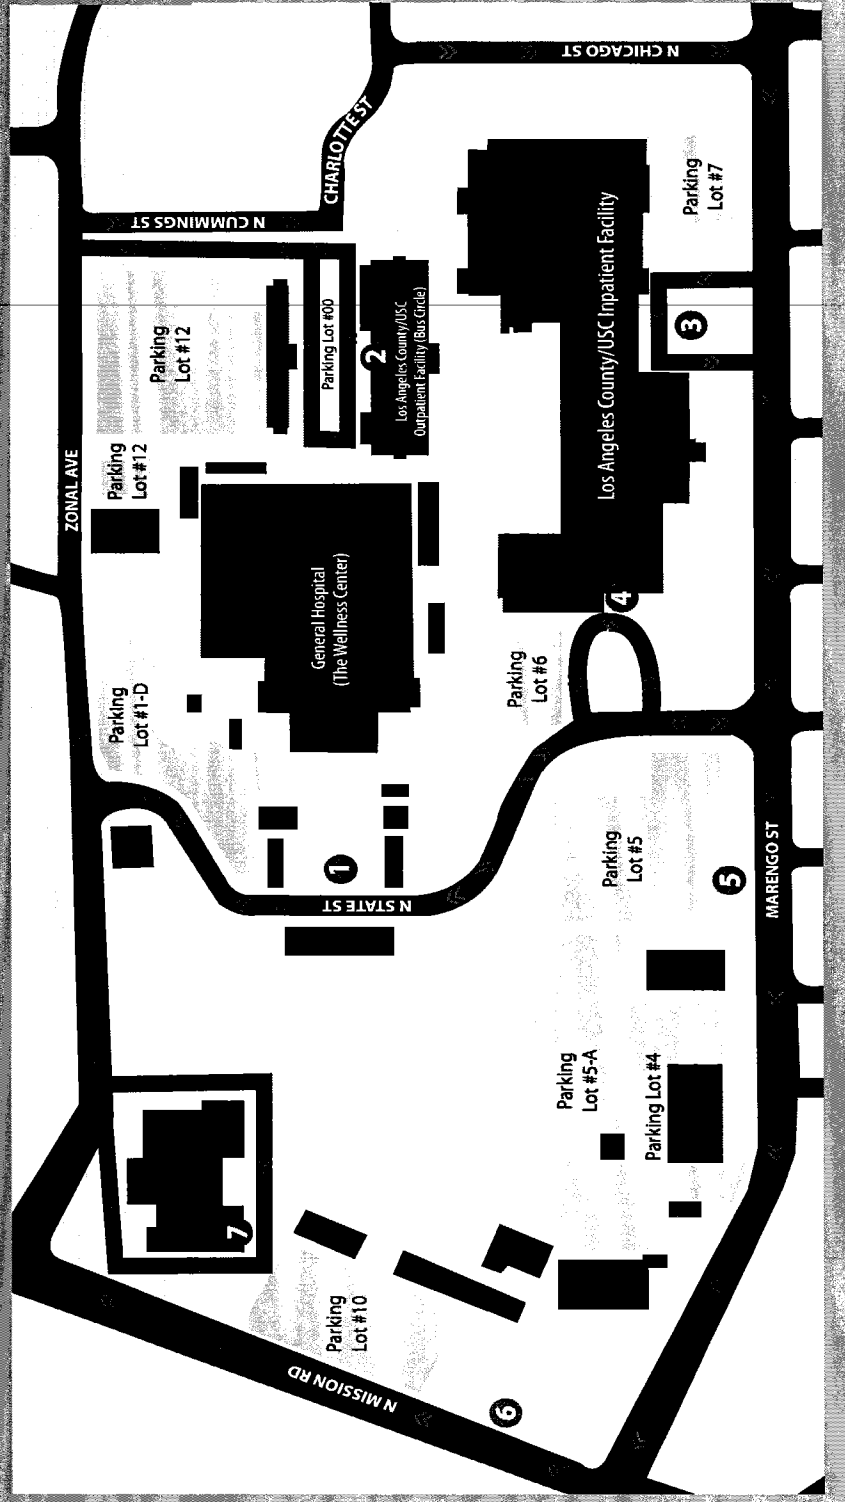 N CHICAGO ST
CHARLOTTE ST
N CUMMINGS ST
Parking
Lot #7
Parking
Lot #12
Parking Lot #00
2
Los Angeles County/USC
Outpatient Facility (Bus Circle)
Los Angeles County/USC Inpatient Facility
3
ZONAL AVE
Parking
Lot #12
General Hospital
(The Wellness Center)
4
Parking
Lot #1-D
Parking
Lot #6
1
N STATE ST
Parking
Lot #5
5
MARENGO ST
Parking
Lot #5-A
Parking Lot #4
7
Parking
Lot #10
N MISSION RD
6